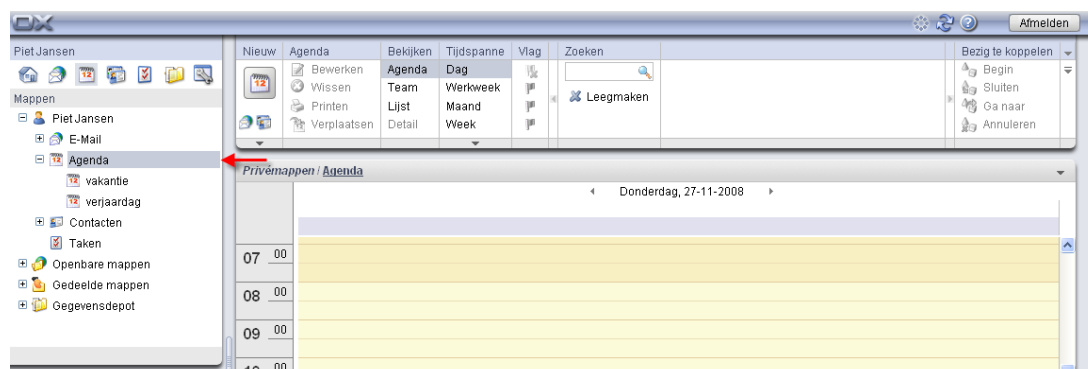 OX
Afmelden
Piet Jansen
Mappen
Piet Jansen
E-Mail
Agenda
vakantie
verjaardag
Contacten
Taken
Openbare mappen
Gedeelde mappen
Gegevensdepot
Nieuw Agenda Bekijken Tijdspanne Vlag Zoeken Bezig te koppelen
Bewerken Agenda Dag Begin
Wissen Team Werkweek Leegmaken Sluiten
Printen Lijst Maand Ga naar
Verplaatsen Detail Week Annuleren
Privémappen / Agenda
Donderdag, 27-11-2008
07 00
08 00
09 00